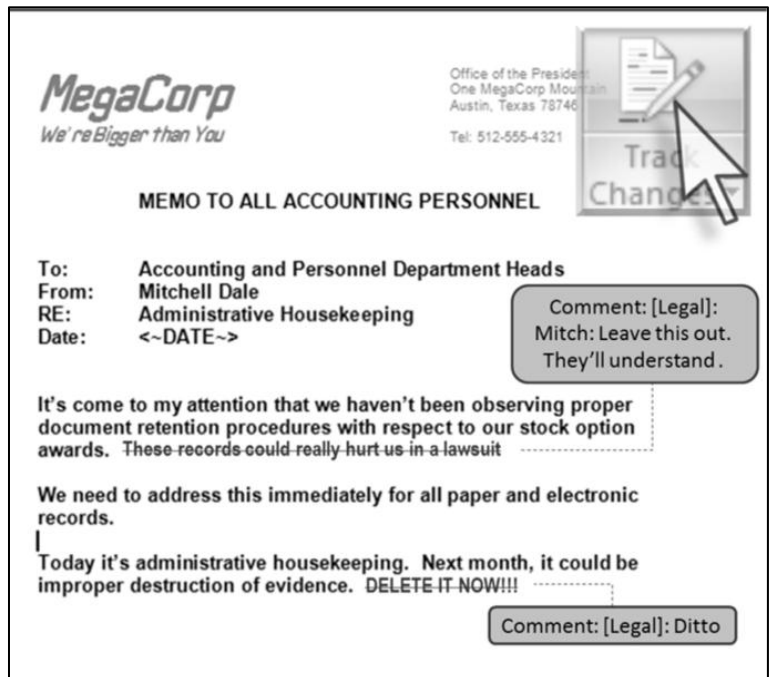 MegaCorp
We're Bigger than You
Office of the President
One MegaCorp Mountain
Austin, Texas 78746
Tel: 512-555-4321
Track
Changes
MEMO TO ALL ACCOUNTING PERSONNEL
To: Accounting and Personnel Department Heads
From: Mitchell Dale
RE: Administrative Housekeeping
Date: <~DATE~>
Comment: [Legal]:
Mitch: Leave this out.
They'll understand.
It's come to my attention that we haven't been observing proper
document retention procedures with respect to our stock option
awards. These records could really hurt us in a lawsuit
We need to address this immediately for all paper and electronic
records.
Today it's administrative housekeeping. Next month, it could be
improper destruction of evidence. DELETE IT NOW!!!
Comment: [Legal]: Ditto